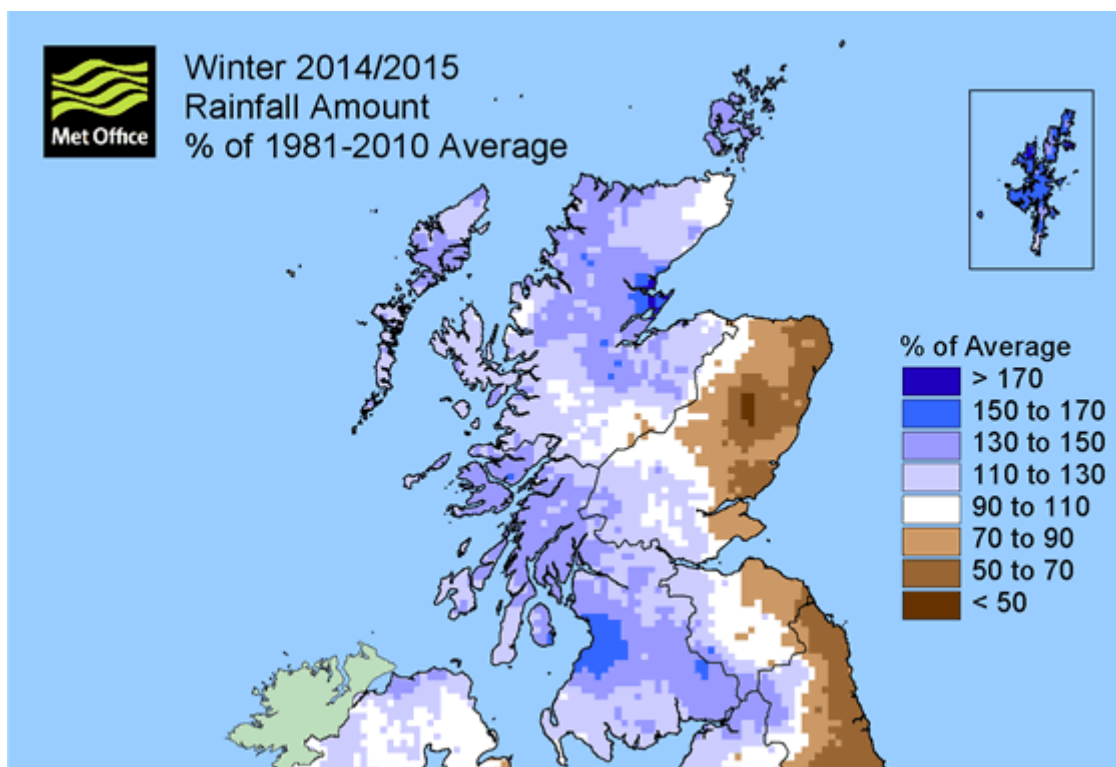 Met Office
Winter 2014/2015
Rainfall Amount
% of 1981-2010 Average
% of Average
> 170
150 to 170
130 to 150
110 to 130
90 to 110
70 to 90
50 to 70
< 50